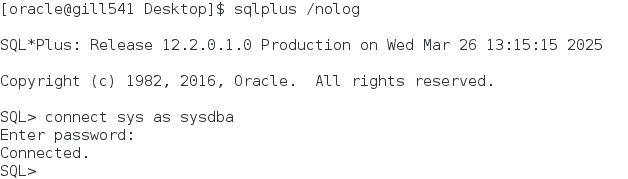 [oracle@gill541 Desktop]$ sqlplus /nolog
SQL*Plus: Release 12.2.0.1.0 Production on Wed Mar 26 13:15:15 2025
Copyright (c) 1982, 2016, Oracle.  All rights reserved.
SQL> connect sys as sysdba
Enter password:
Connected.
SQL>